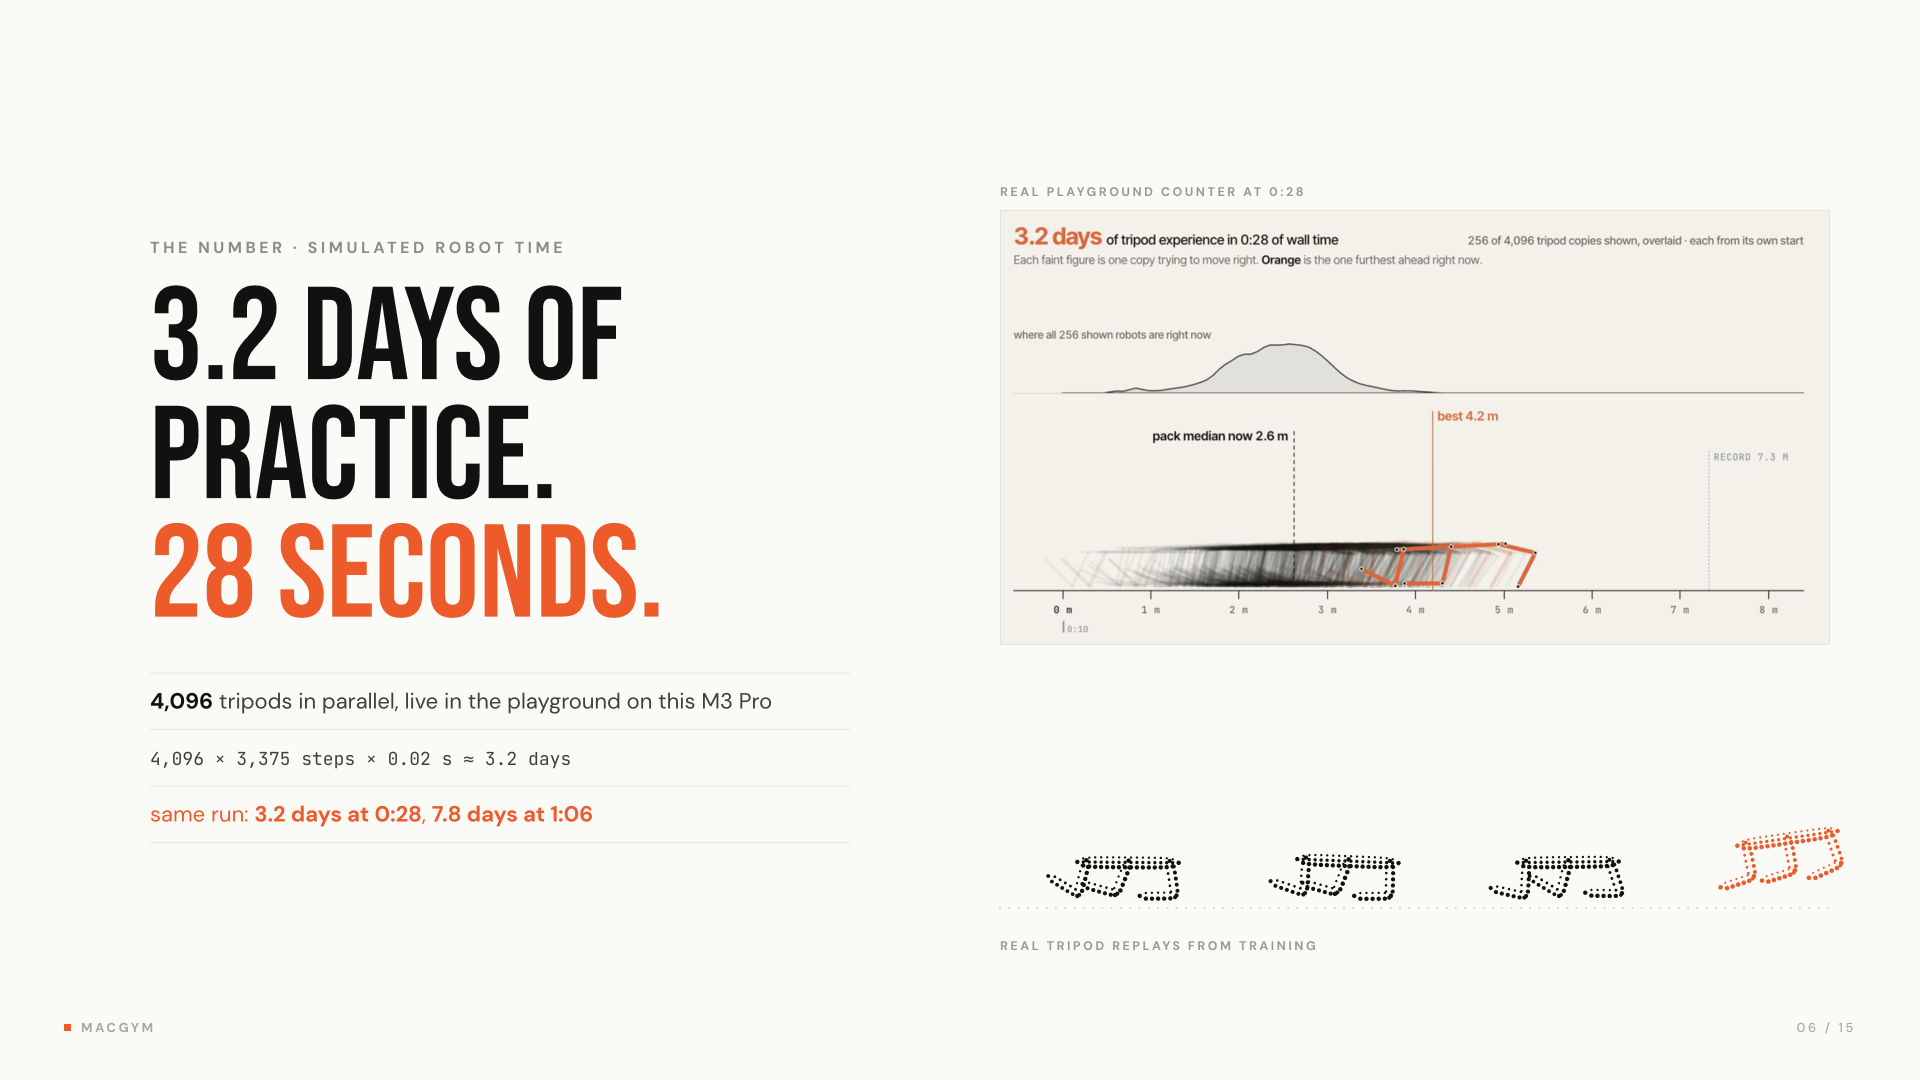 THE NUMBER · SIMULATED ROBOT TIME
3.2 DAYS OF
PRACTICE.
28 SECONDS.
4,096 tripods in parallel, live in the playground on this M3 Pro
4,096 × 3,375 steps × 0.02 s ≈ 3.2 days
same run: 3.2 days at 0:28, 7.8 days at 1:06
REAL PLAYGROUND COUNTER AT 0:28
3.2 days of tripod experience in 0:28 of wall time
256 of 4,096 tripod copies shown, overlaid · each from its own start
Each faint figure is one copy trying to move right. Orange is the one furthest ahead right now.
where all 256 shown robots are right now
best 4.2 m
pack median now 2.6 m
RECORD 7.3 M
0 m 1 m 2 m 3 m 4 m 5 m 6 m 7 m 8 m
0:10
REAL TRIPOD REPLAYS FROM TRAINING
MACGYM
06 / 15